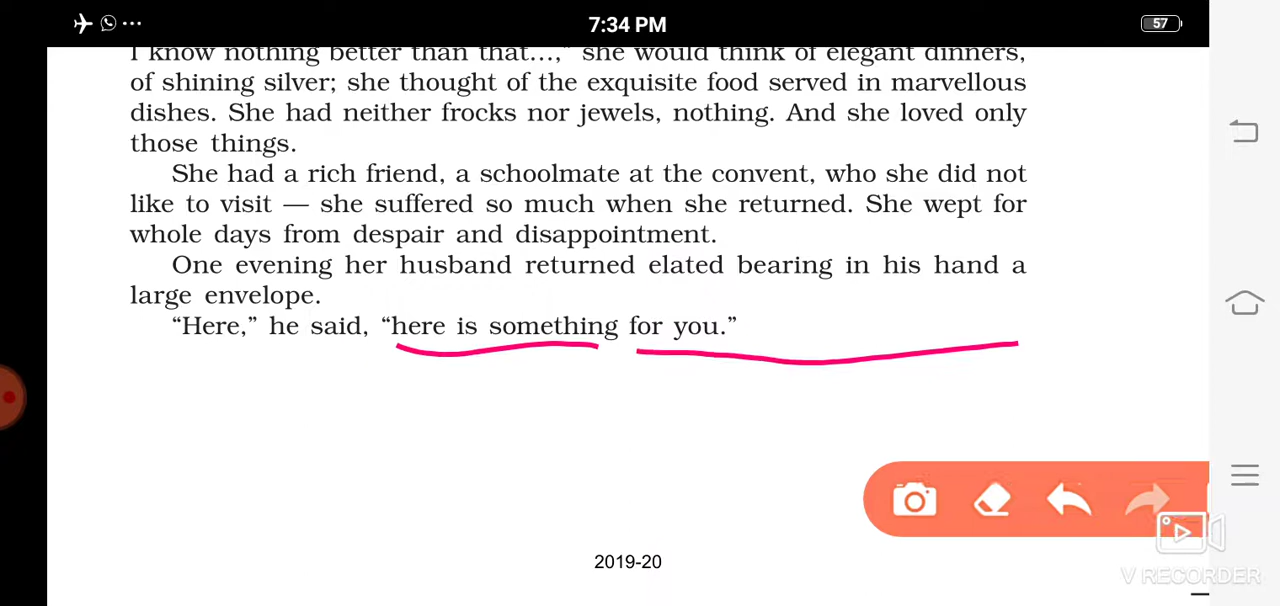 7:34 PM
57
I know nothing better than that...,” she would think of elegant dinners,
of shining silver; she thought of the exquisite food served in marvellous
dishes. She had neither frocks nor jewels, nothing. And she loved only
those things.
She had a rich friend, a schoolmate at the convent, who she did not
like to visit — she suffered so much when she returned. She wept for
whole days from despair and disappointment.
One evening her husband returned elated bearing in his hand a
large envelope.
“Here,” he said, “here is something for you.”
2019-20
V RECORDER